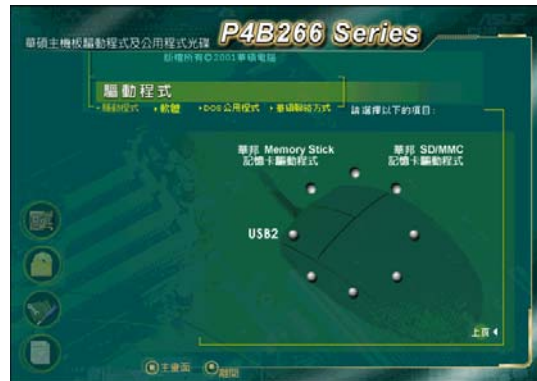 華碩主機板驅動程式及公用程式光碟
P4B266 Series
版權所有©2001華碩電腦
驅動程式
驅動程式 軟體 DOS 公用程式 華碩聯絡方式
請選擇以下的項目:
華邦 Memory Stick
記憶卡驅動程式
華邦 SD/MMC
記憶卡驅動程式
USB2
上頁
主畫面
離開